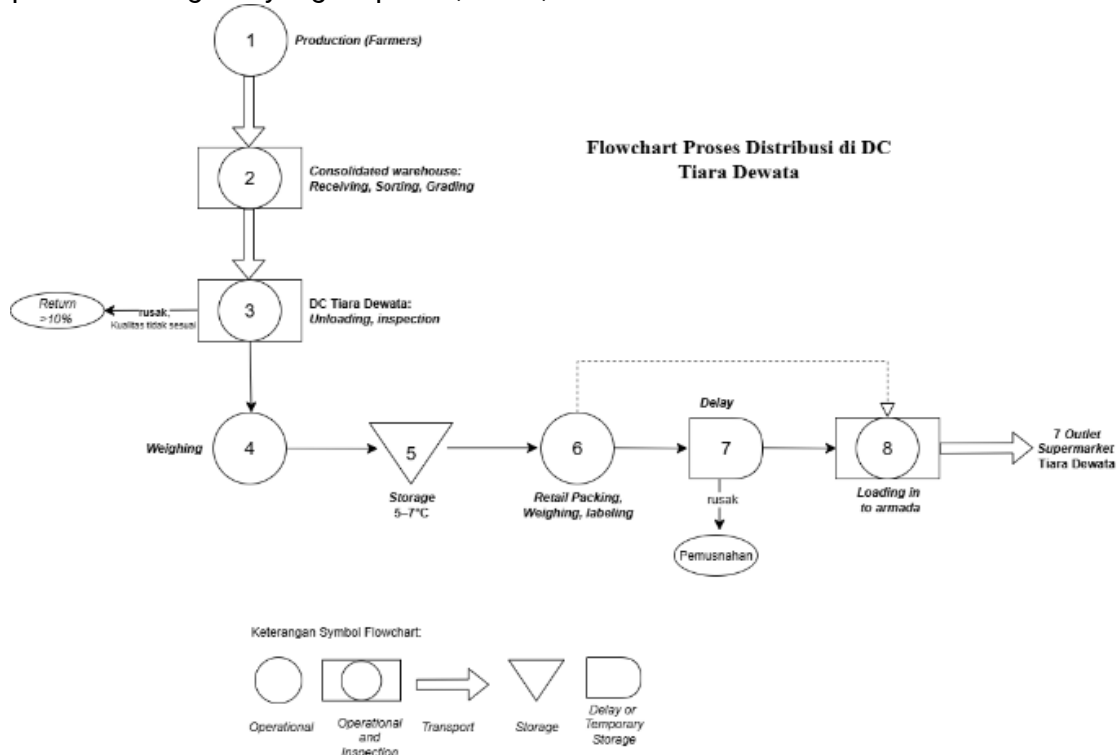 1
Production (Farmers)
Flowchart Proses Distribusi di DC
Tiara Dewata
2
Consolidated warehouse:
Receiving, Sorting, Grading
Return
>10%
rusak,
Kualitas tidak sesuai
3
DC Tiara Dewata:
Unloading, inspection
Weighing
4
5
Storage
5–7°C
6
Retail Packing,
Weighing, labeling
Delay
7
rusak
Pemusnahan
8
Loading in
to armada
7 Outlet
Supermarket
Tiara Dewata
Keterangan Symbol Flowchart:
Operational
Operational
and
Inspection
Transport
Storage
Delay or
Temporary
Storage